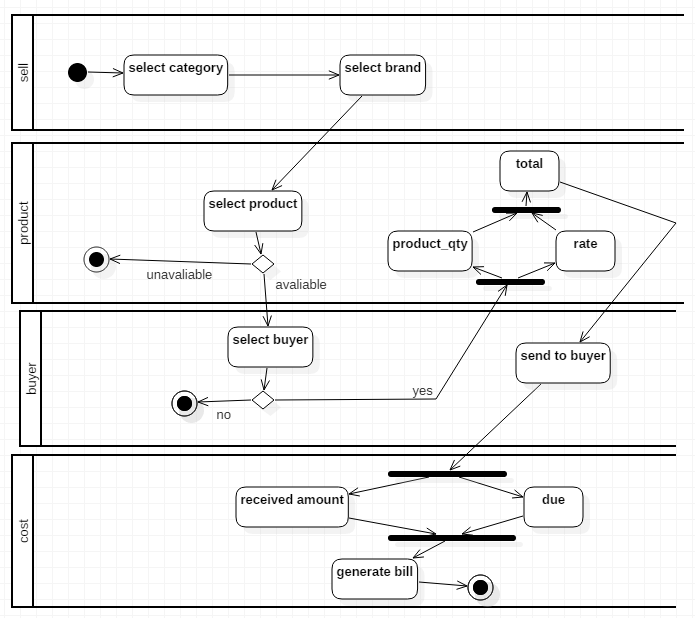 sell
select category
select brand
product
total
select product
product_qty
rate
unavaliable
avaliable
buyer
select buyer
send to buyer
yes
no
cost
received amount
due
generate bill